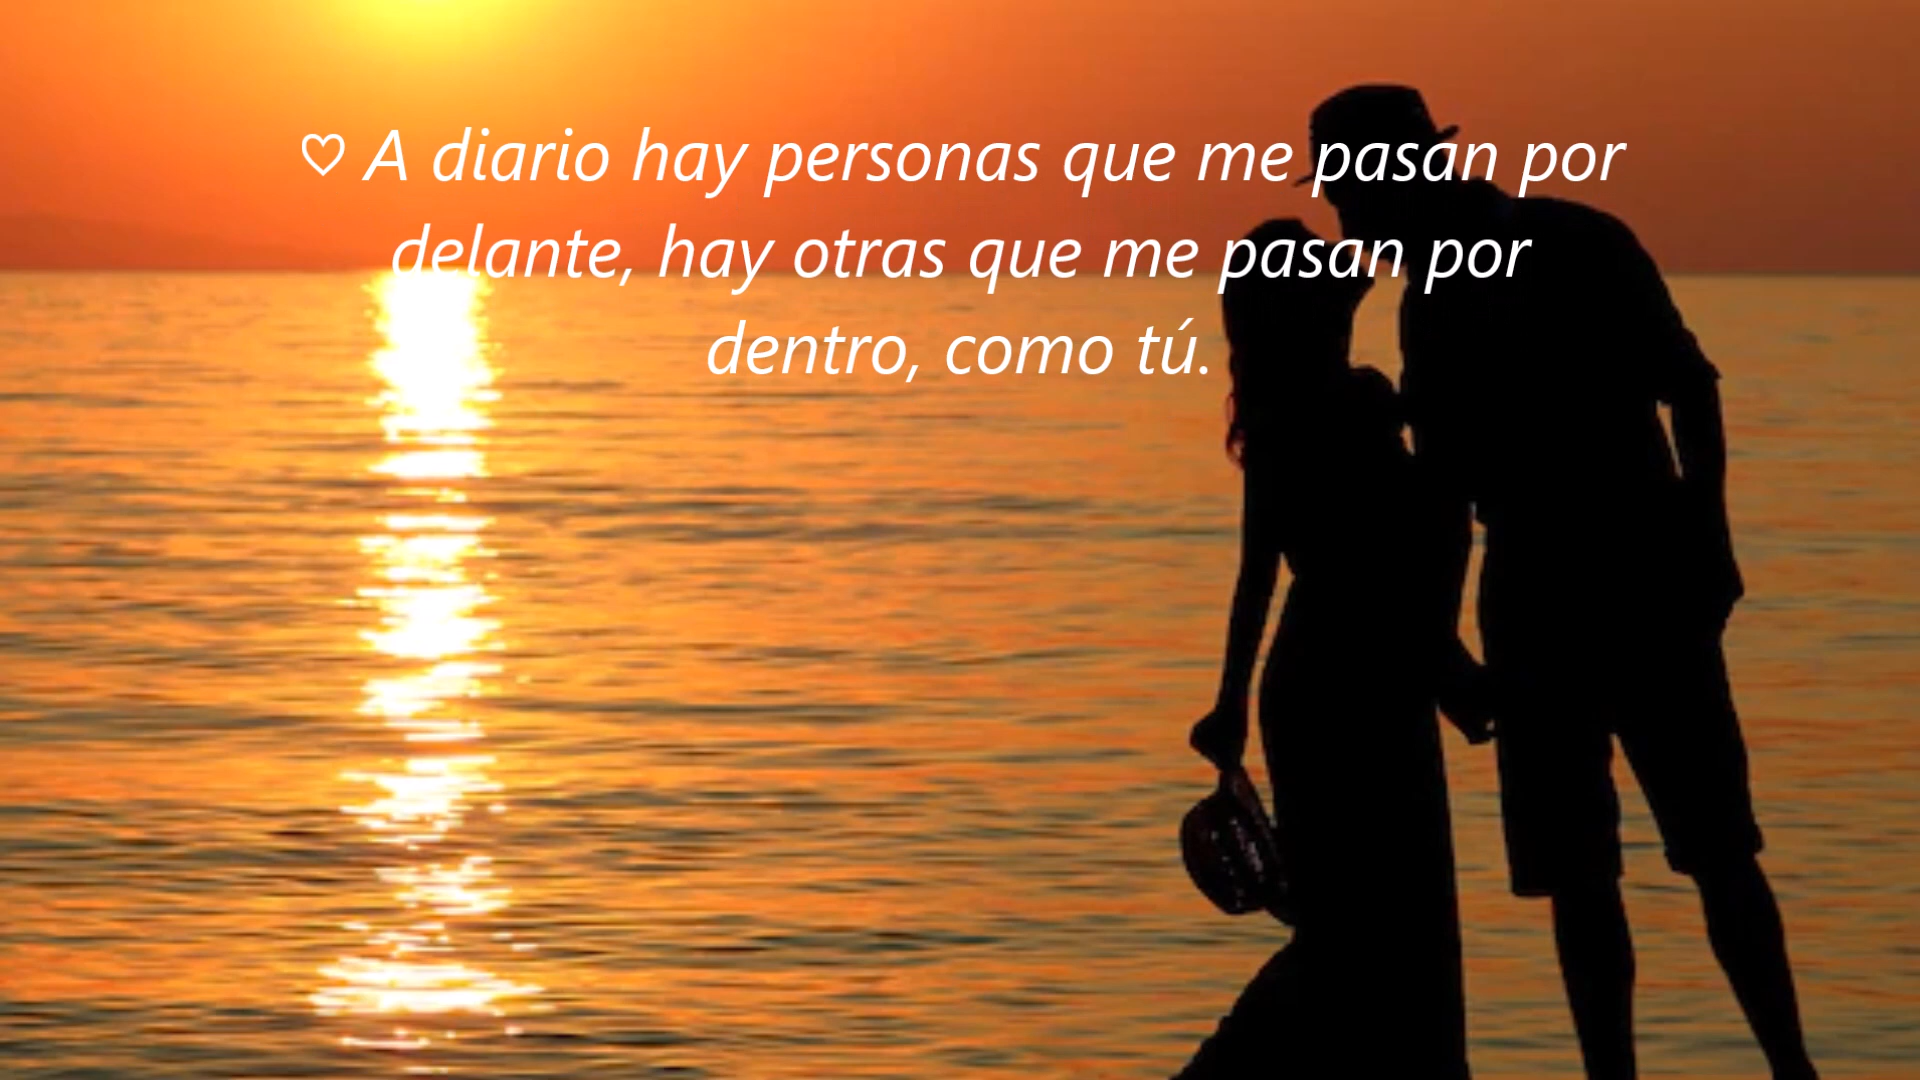 ♡ A diario hay personas que me pasan por
delante, hay otras que me pasan por
dentro, como tú.